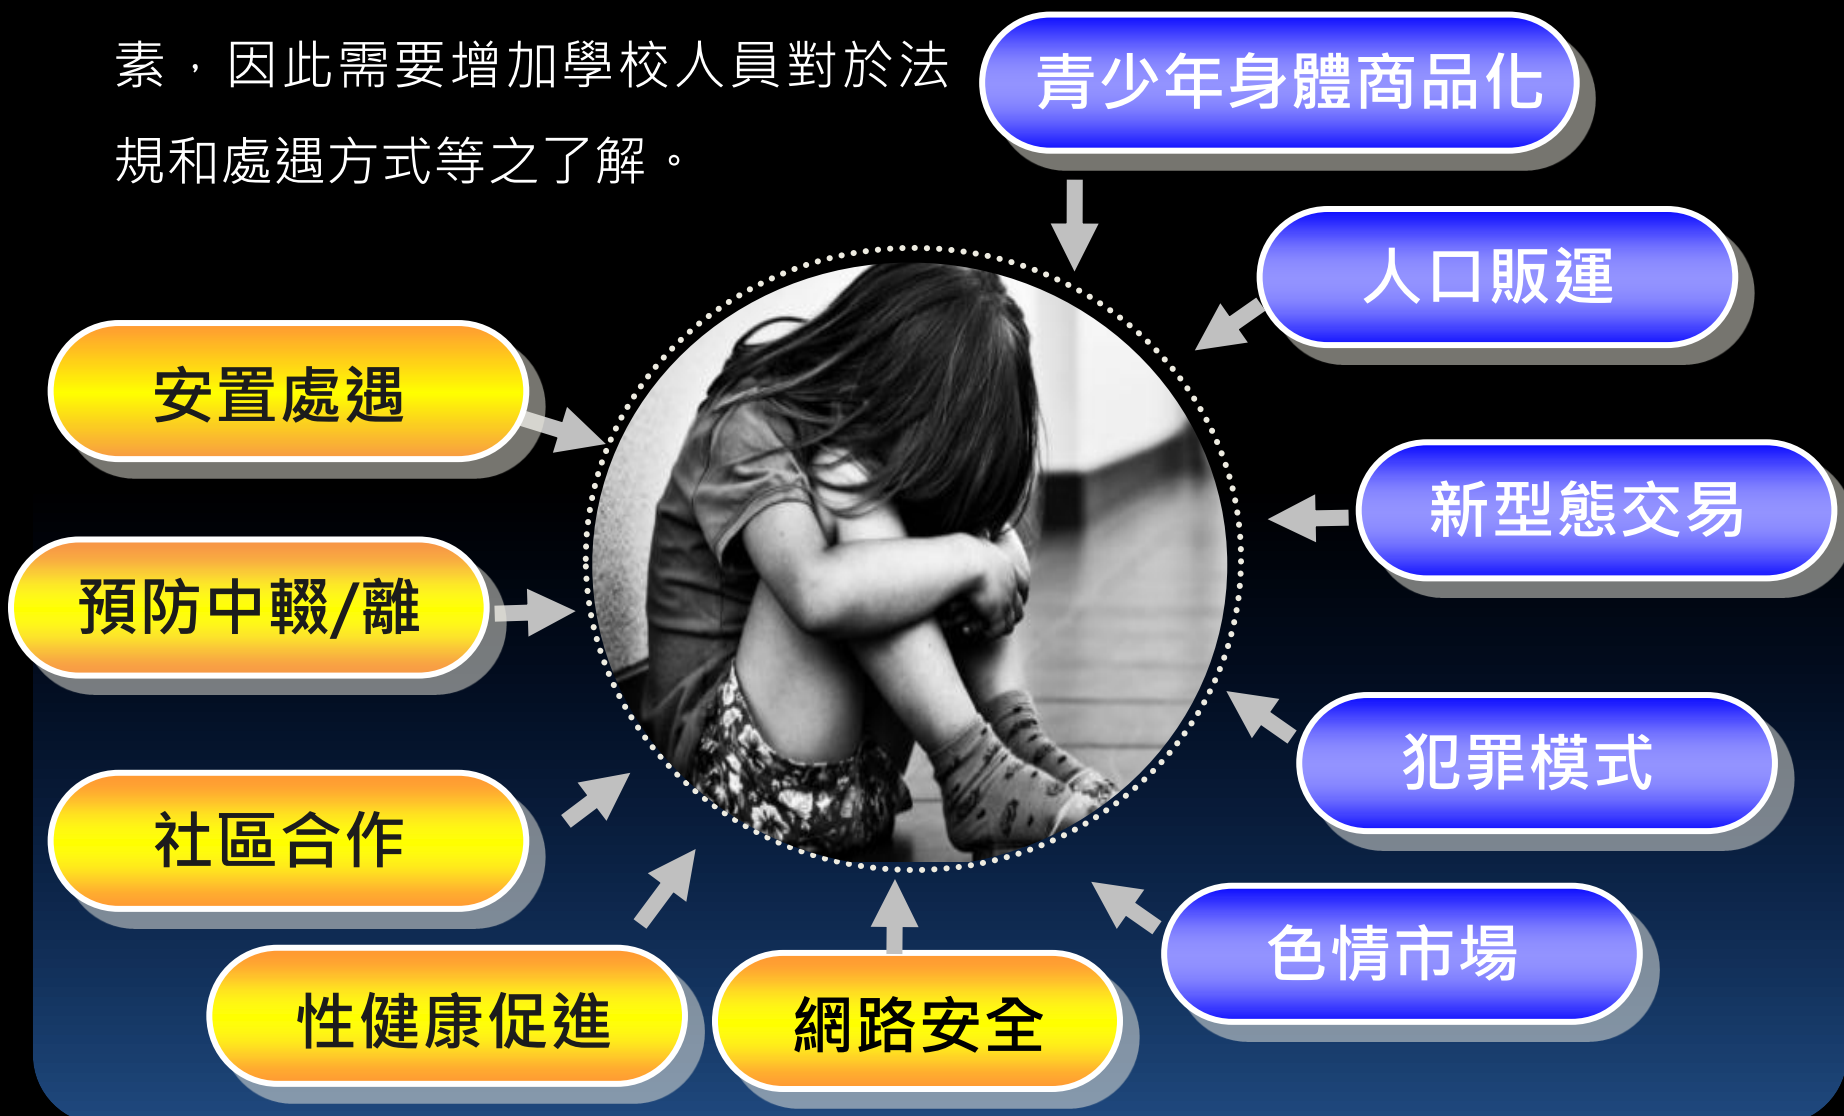 素，因此需要增加學校人員對於法
規和處遇方式等之了解。
青少年身體商品化
人口販運
安置處遇
新型態交易
預防中輟/離
犯罪模式
社區合作
色情市場
性健康促進
網路安全